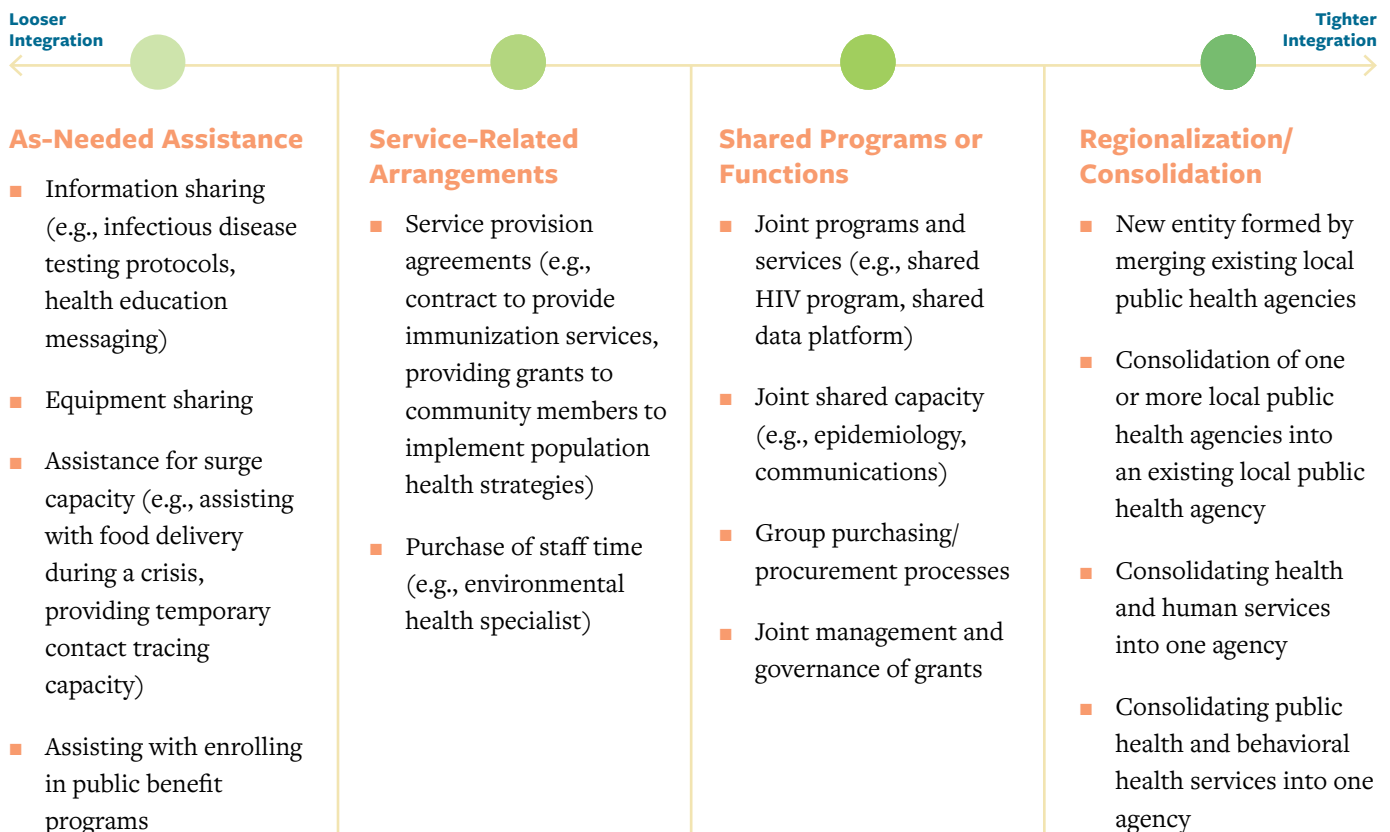 Looser
Integration
Tighter
Integration
As-Needed Assistance
■ Information sharing
(e.g., infectious disease
testing protocols,
health education
messaging)
■ Equipment sharing
■ Assistance for surge
capacity (e.g., assisting
with food delivery
during a crisis,
providing temporary
contact tracing
capacity)
■ Assisting with enrolling
in public benefit
programs
Service-Related
Arrangements
■ Service provision
agreements (e.g.,
contract to provide
immunization services,
providing grants to
community members to
implement population
health strategies)
■ Purchase of staff time
(e.g., environmental
health specialist)
Shared Programs or
Functions
■ Joint programs and
services (e.g., shared
HIV program, shared
data platform)
■ Joint shared capacity
(e.g., epidemiology,
communications)
■ Group purchasing/
procurement processes
■ Joint management and
governance of grants
Regionalization/
Consolidation
■ New entity formed by
merging existing local
public health agencies
■ Consolidation of one
or more local public
health agencies into
an existing local public
health agency
■ Consolidating health
and human services
into one agency
■ Consolidating public
health and behavioral
health services into one
agency